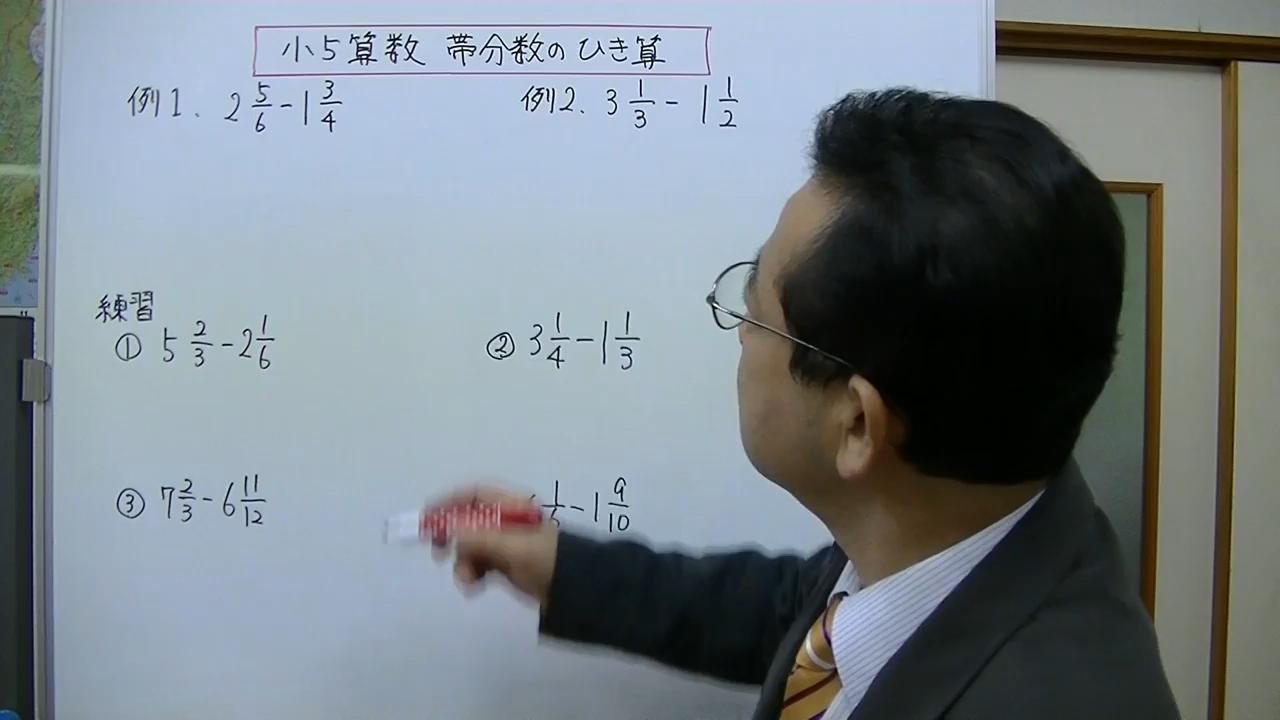 小5算数 帯分数のひき算
例1. 2 5/6 - 1 3/4
例2. 3 1/3 - 1 1/2
練習
① 5 2/3 - 2 1/6
② 3 1/4 - 1 1/3
③ 7 2/3 - 6 11/12
1/6 - 1 9/10